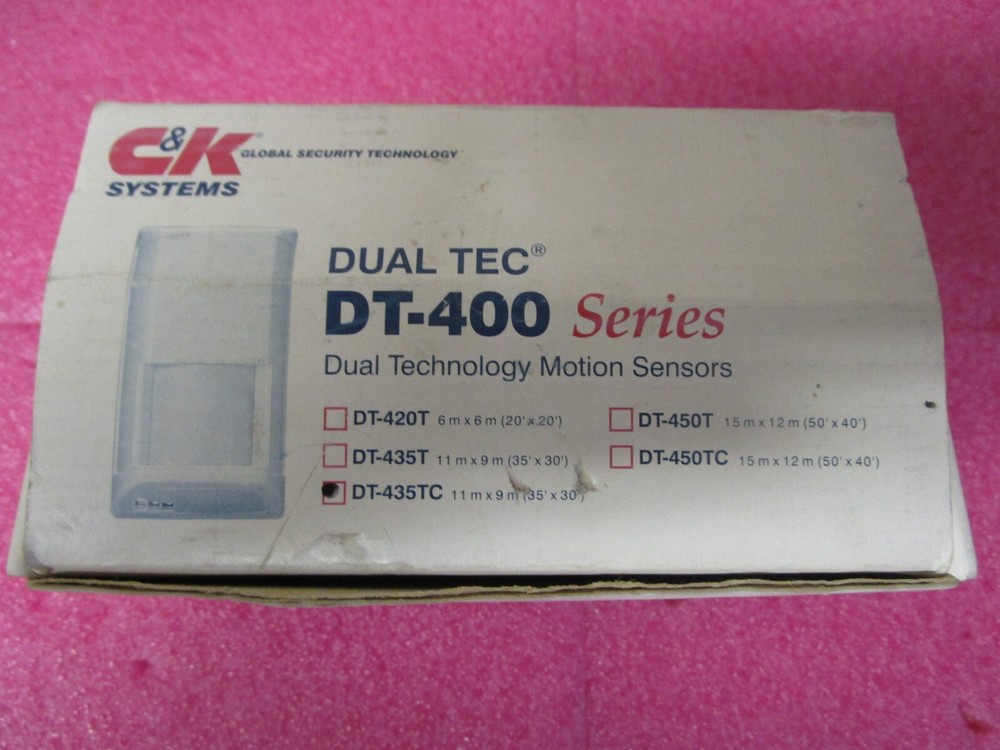 C&K™ GLOBAL SECURITY TECHNOLOGY™
SYSTEMS
DUAL TEC®
DT-400 Series
Dual Technology Motion Sensors
DT-420T 6 m x 6 m (20' x 20')
DT-435T 11 m x 9 m (35' x 30')
DT-435TC 11 m x 9 m (35' x 30')
DT-450T 15 m x 12 m (50' x 40')
DT-450TC 15 m x 12 m (50' x 40')